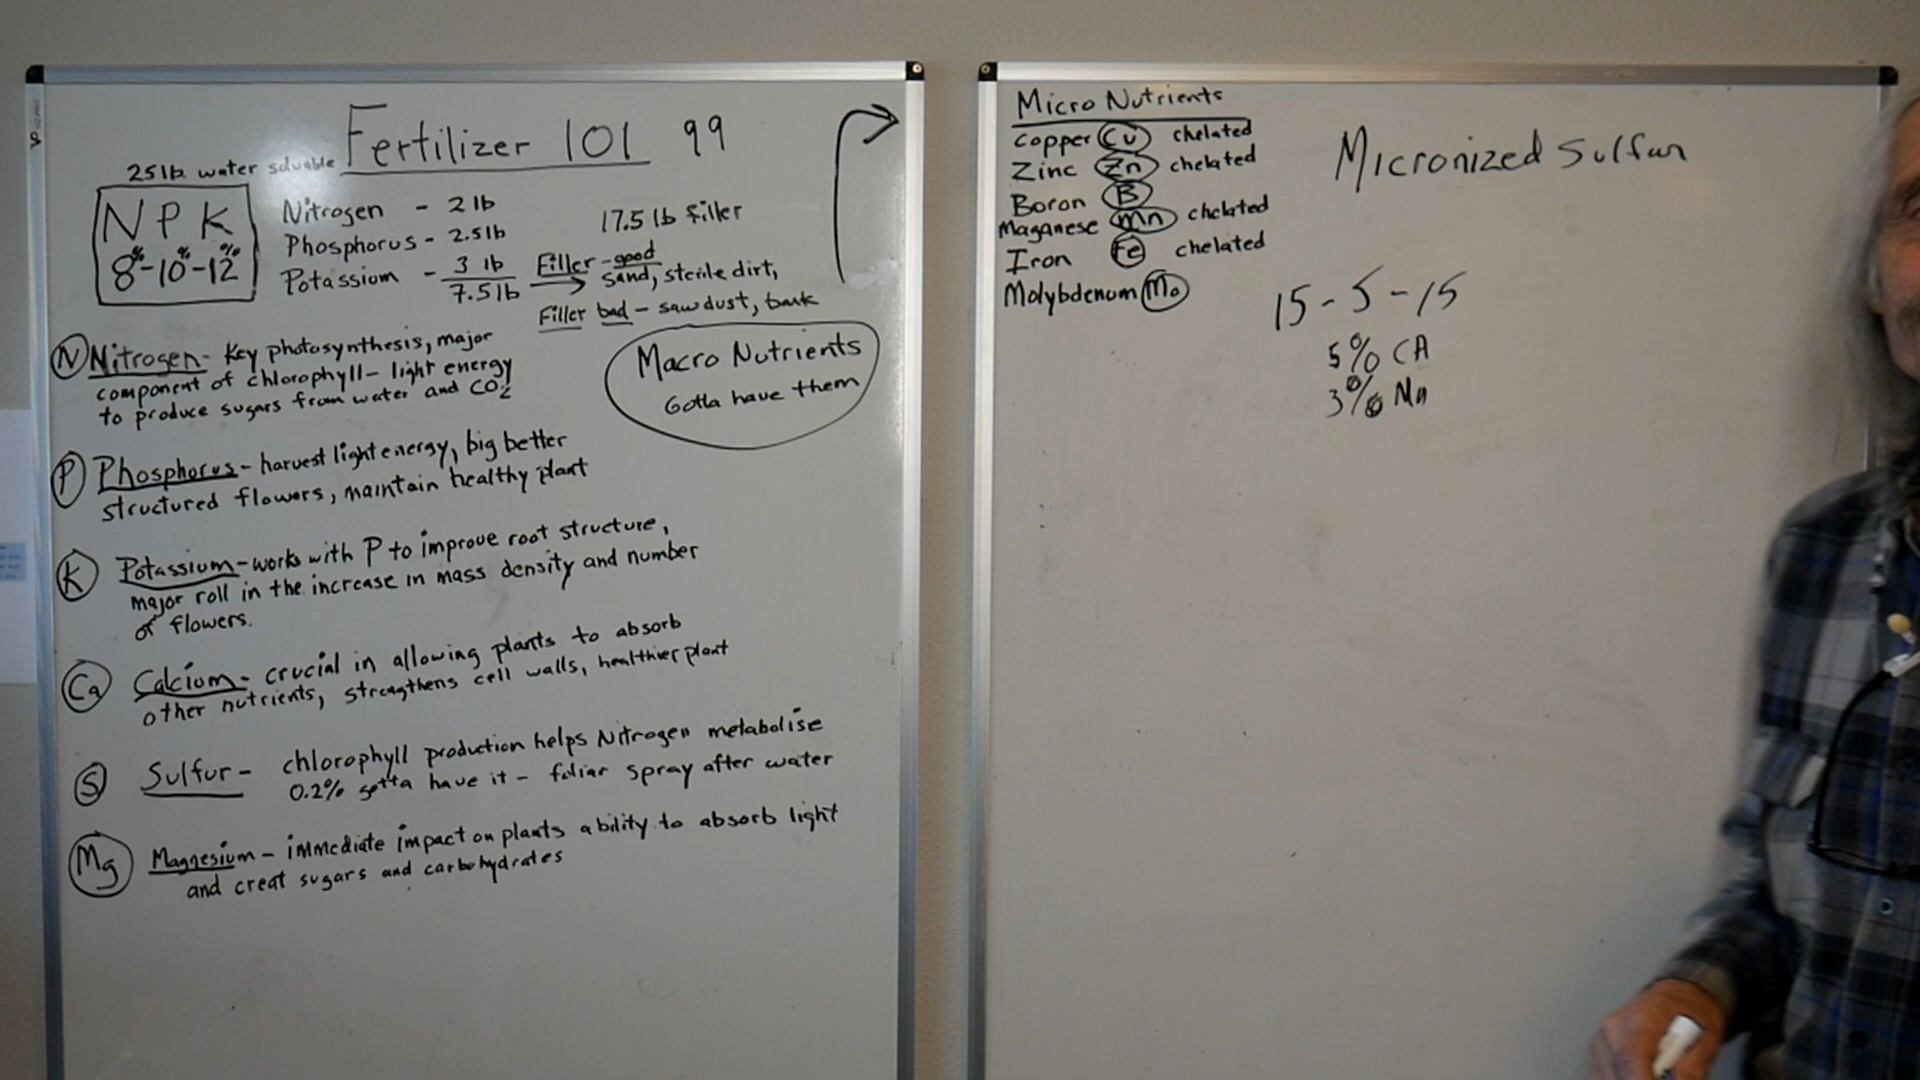 Fertilizer 101 99
25lb water soluable
N P K
8%-10%-12%
Nitrogen - 2 lb
Phosphorus - 2.5lb
Potassium - 3 lb
7.5lb
17.5 lb filler
Filler - good
sand, sterile dirt,
Filler bad - sawdust, bark
Macro Nutrients
Gotta have them
N Nitrogen - Key photosynthesis, major
component of chlorophyll - light energy
to produce sugars from water and CO2
P Phosphorus - harvest light energy, big better
structured flowers, maintain healthy plant
K Potassium - works with P to improve root structure,
major roll in the increase in mass density and number
of flowers.
Ca Calcium - crucial in allowing plants to absorb
other nutrients, strengthens cell walls, healthier plant
S Sulfur - chlorophyll production helps Nitrogen metabolise
0.2% gotta have it - foliar spray after water
Mg Magnesium - immediate impact on plants ability to absorb light
and creat sugars and carbohydrates
Micro Nutrients
Copper Cu chelated
Zinc Zn chelated
Boron B
Maganese Mn chelated
Iron Fe chelated
Molybdenum Mo
Micronized Sulfur
15 - 5 - 15
5% CA
3%